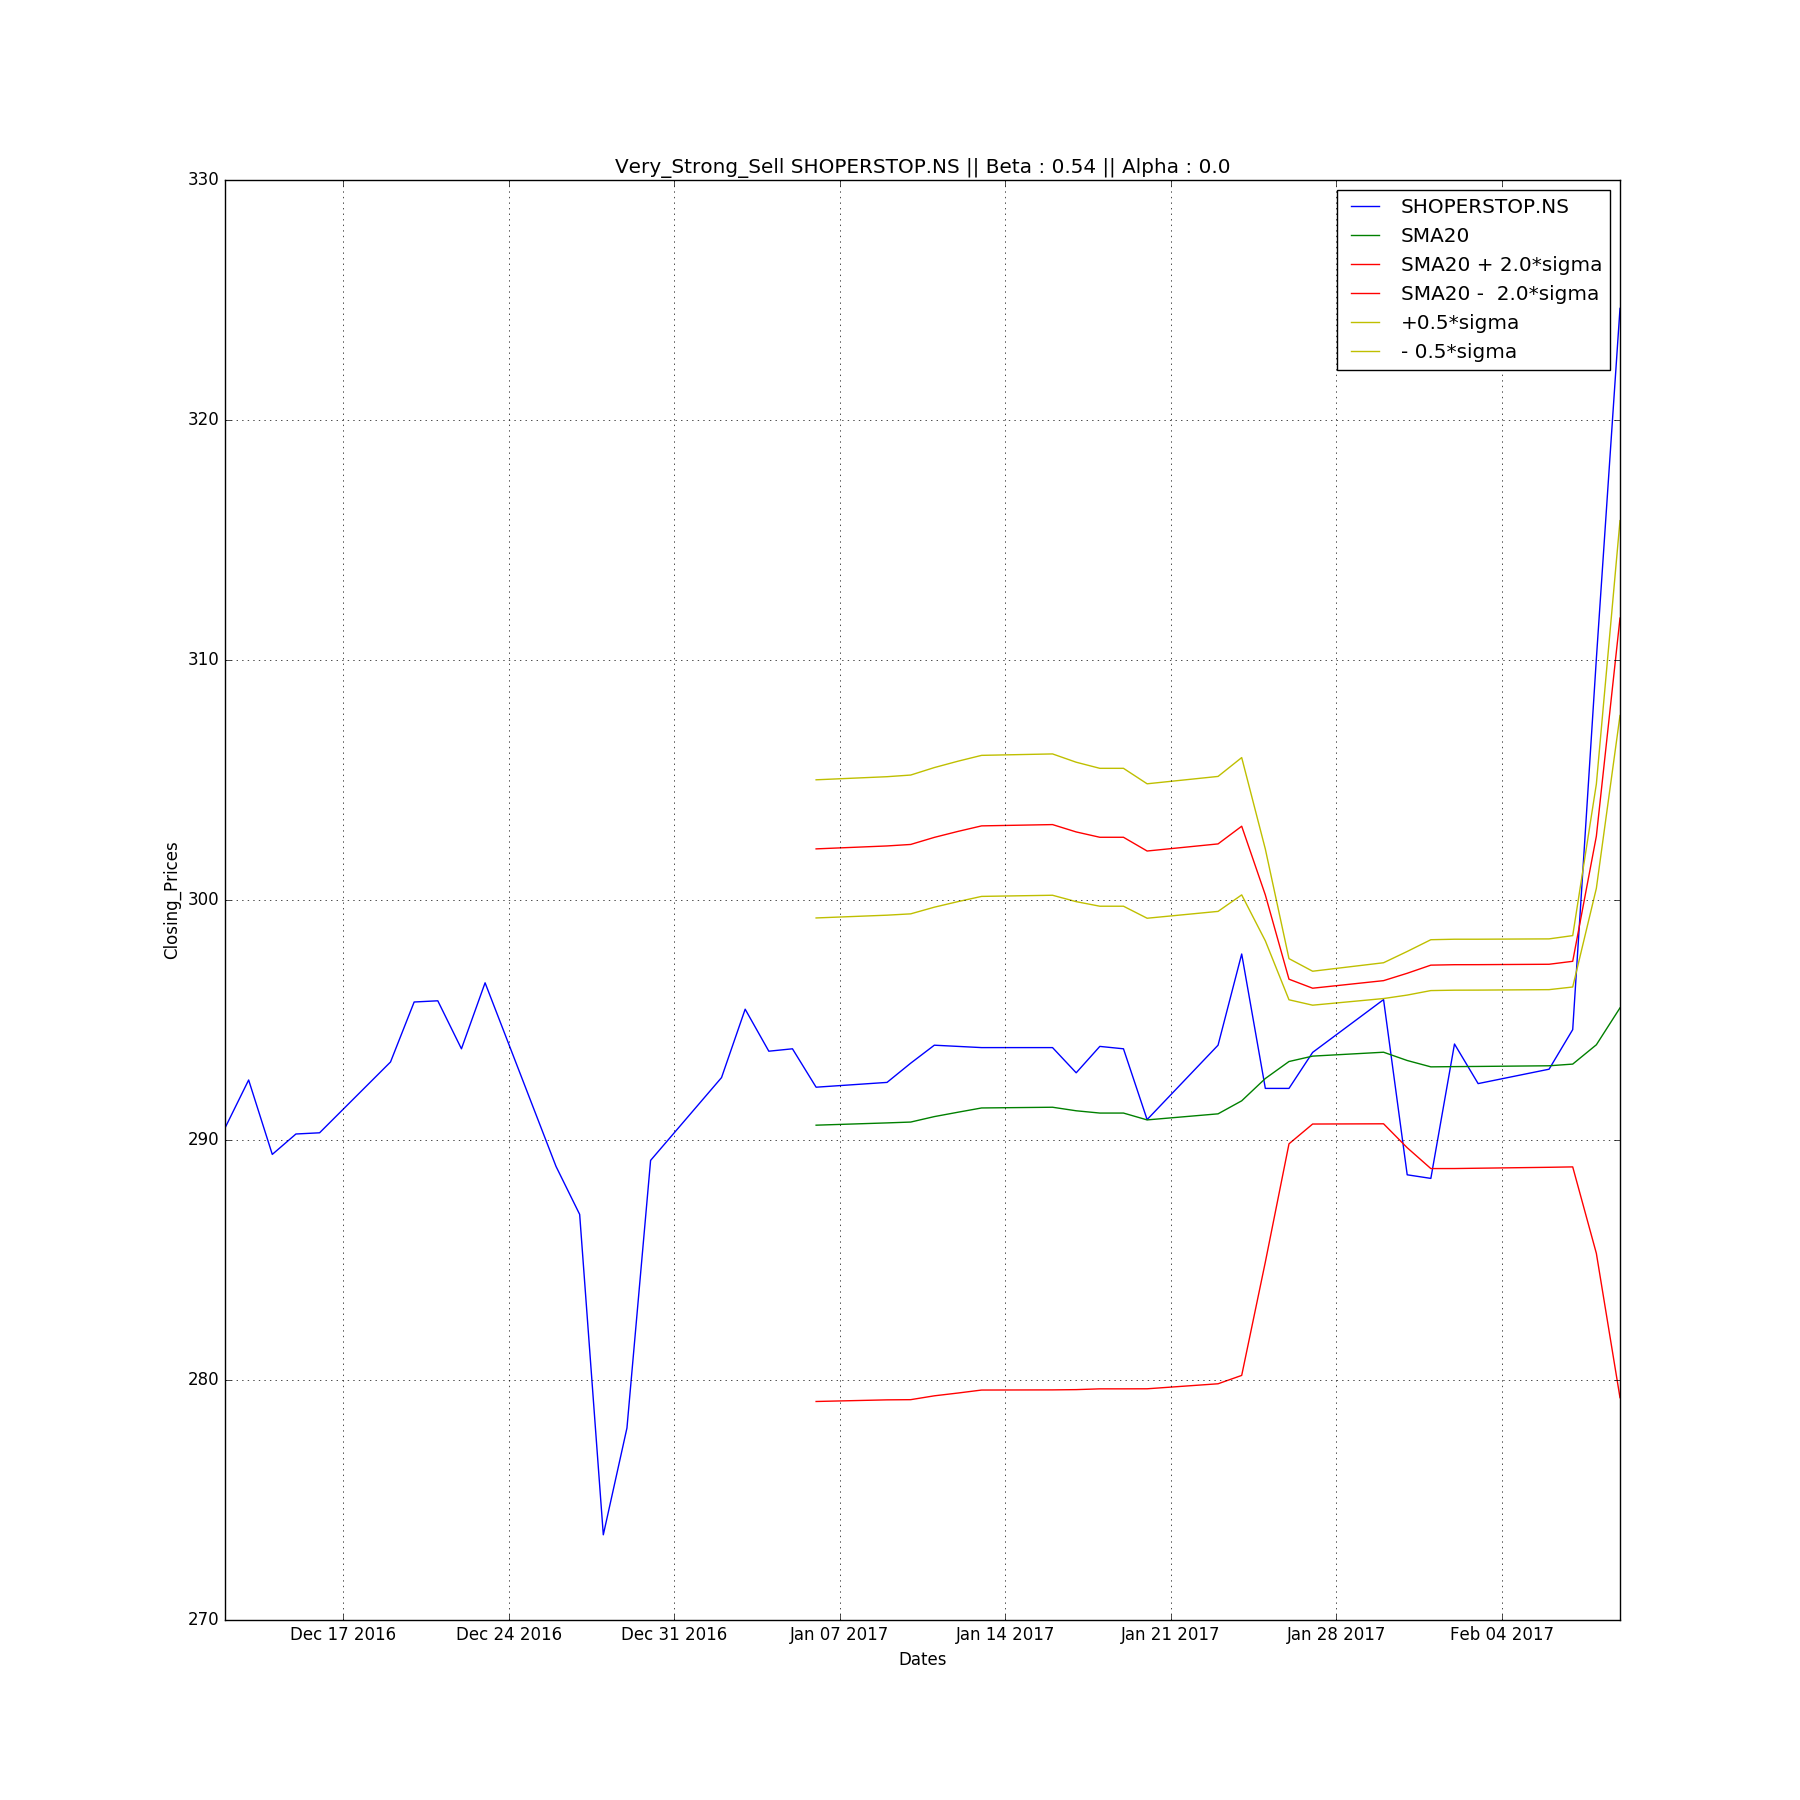 Very_Strong_Sell SHOPERSTOP.NS || Beta : 0.54 || Alpha : 0.0
330
320
310
300
290
280
270
Closing_Prices
SHOPERSTOP.NS
SMA20
SMA20 + 2.0*sigma
SMA20 -  2.0*sigma
+0.5*sigma
- 0.5*sigma
Dec 17 2016
Dec 24 2016
Dec 31 2016
Jan 07 2017
Jan 14 2017
Jan 21 2017
Jan 28 2017
Feb 04 2017
Dates